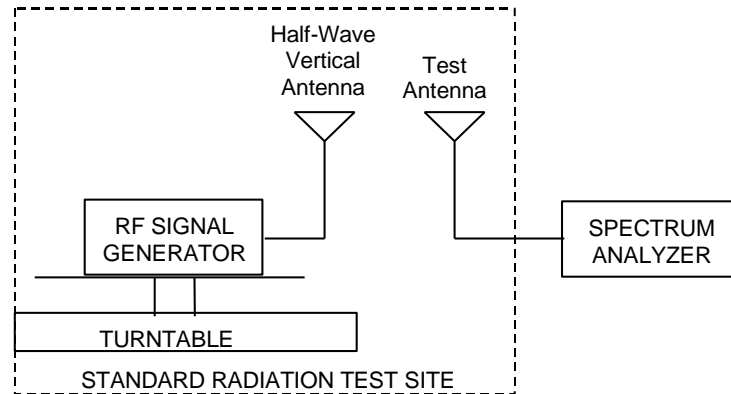 Half-Wave
Vertical
Antenna
Test
Antenna
RF SIGNAL
GENERATOR
SPECTRUM
ANALYZER
TURNTABLE
STANDARD RADIATION TEST SITE